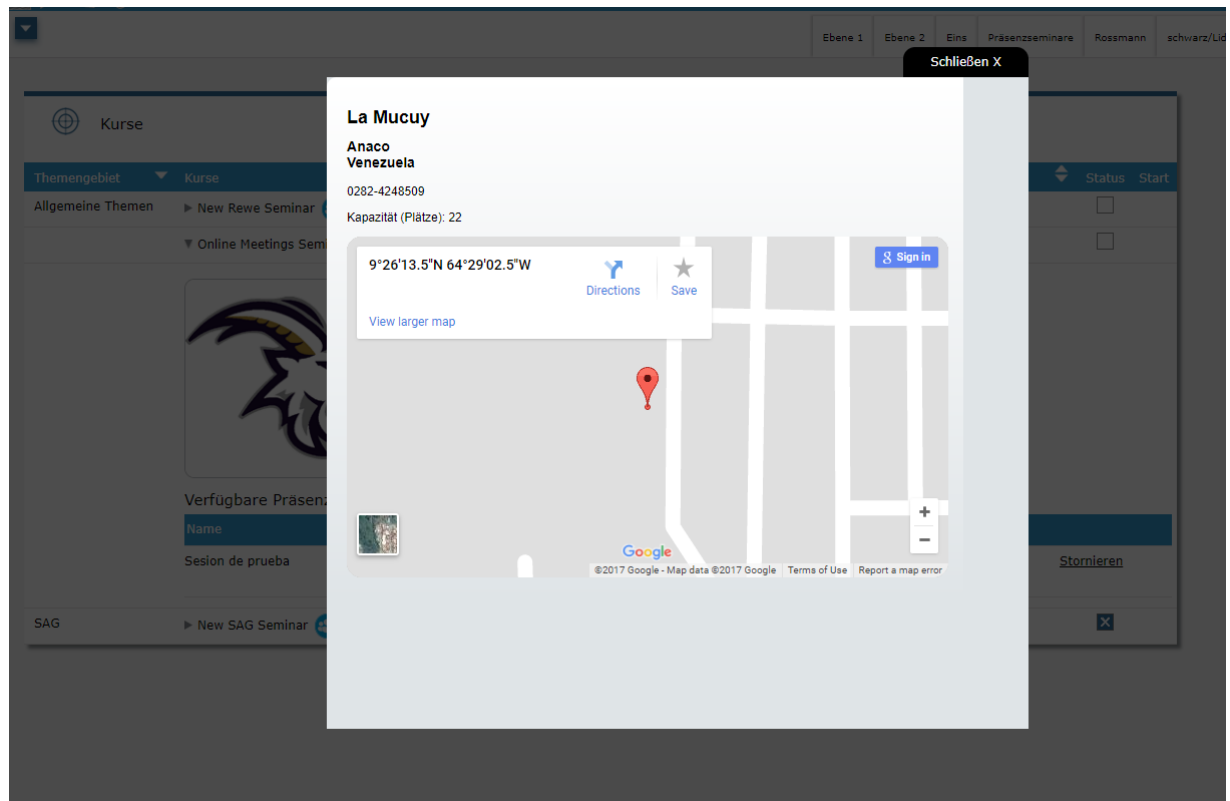 Ebene 1 Ebene 2 Eins Präsenzseminare Rossmann schwarz/Lid
Schließen X
Kurse
Themengebiet Kurse Status Start
Allgemeine Themen New Rewe Seminar
Online Meetings Sem
La Mucuy
Anaco
Venezuela
0282-4248509
Kapazität (Plätze): 22
9°26'13.5"N 64°29'02.5"W
Directions Save
View larger map
Sign in
Google
©2017 Google - Map data ©2017 Google Terms of Use Report a map error
Verfügbare Präsenz
Name
Sesion de prueba Stornieren
SAG New SAG Seminar